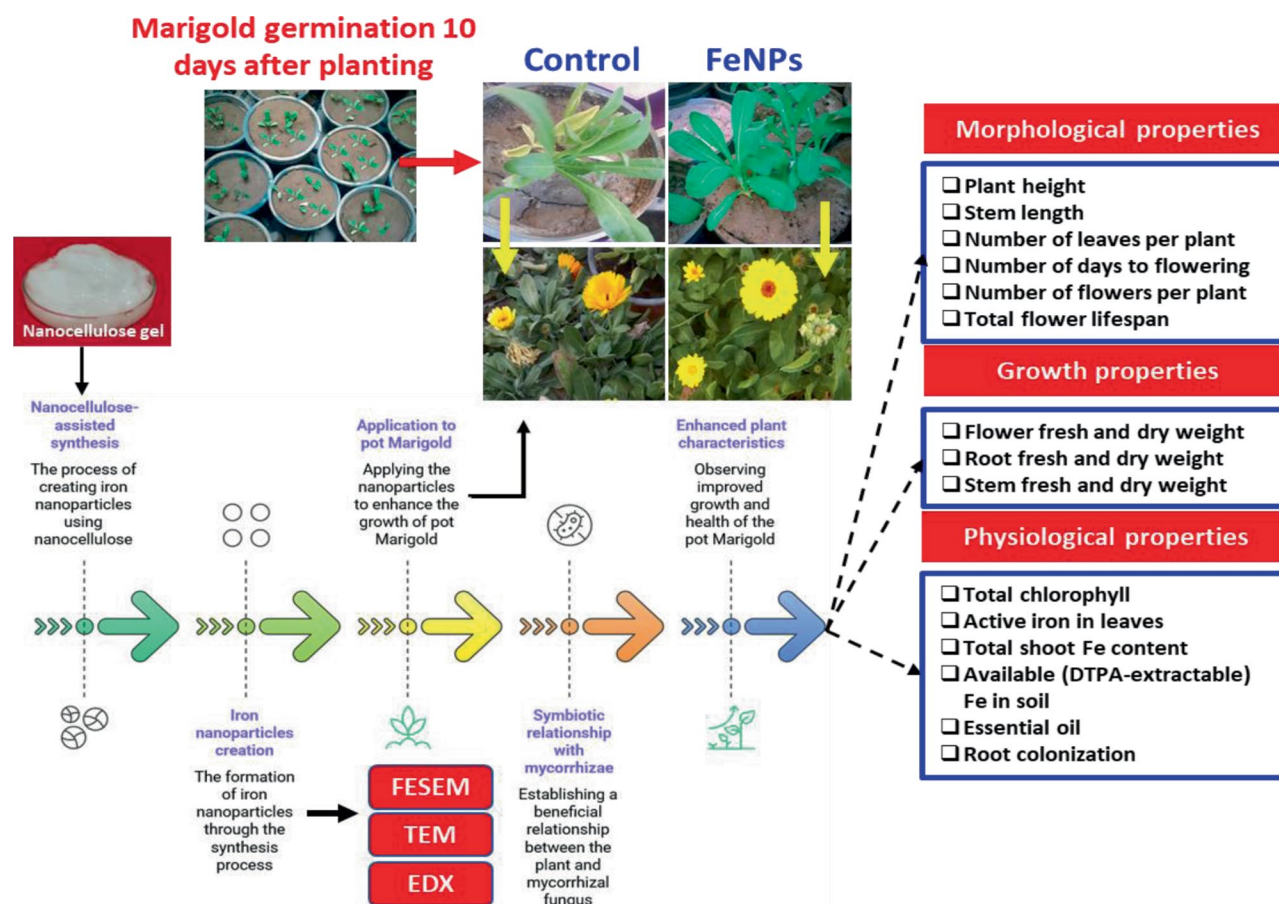 Marigold germination 10
days after planting
Control
FeNPs
Nanocellulose gel
Nanocellulose-
assisted
synthesis
The process of
creating iron
nanoparticles
using
nanocellulose
Iron
nanoparticles
creation
The formation
of iron
nanoparticles
through the
synthesis
process
FESEM
TEM
EDX
Application to
pot Marigold
Applying the
nanoparticles
to enhance the
growth of pot
Marigold
Symbiotic
relationship
with
mycorrhizae
Establishing a
beneficial
relationship
between the
plant and
mycorrhizal
fungus
Enhanced plant
characteristics
Observing
improved
growth and
health of the
pot Marigold
Morphological properties
❑ Plant height
❑ Stem length
❑ Number of leaves per plant
❑ Number of days to flowering
❑ Number of flowers per plant
❑ Total flower lifespan
Growth properties
❑ Flower fresh and dry weight
❑ Root fresh and dry weight
❑ Stem fresh and dry weight
Physiological properties
❑ Total chlorophyll
❑ Active iron in leaves
❑ Total shoot Fe content
❑ Available (DTPA-extractable)
Fe in soil
❑ Essential oil
❑ Root colonization